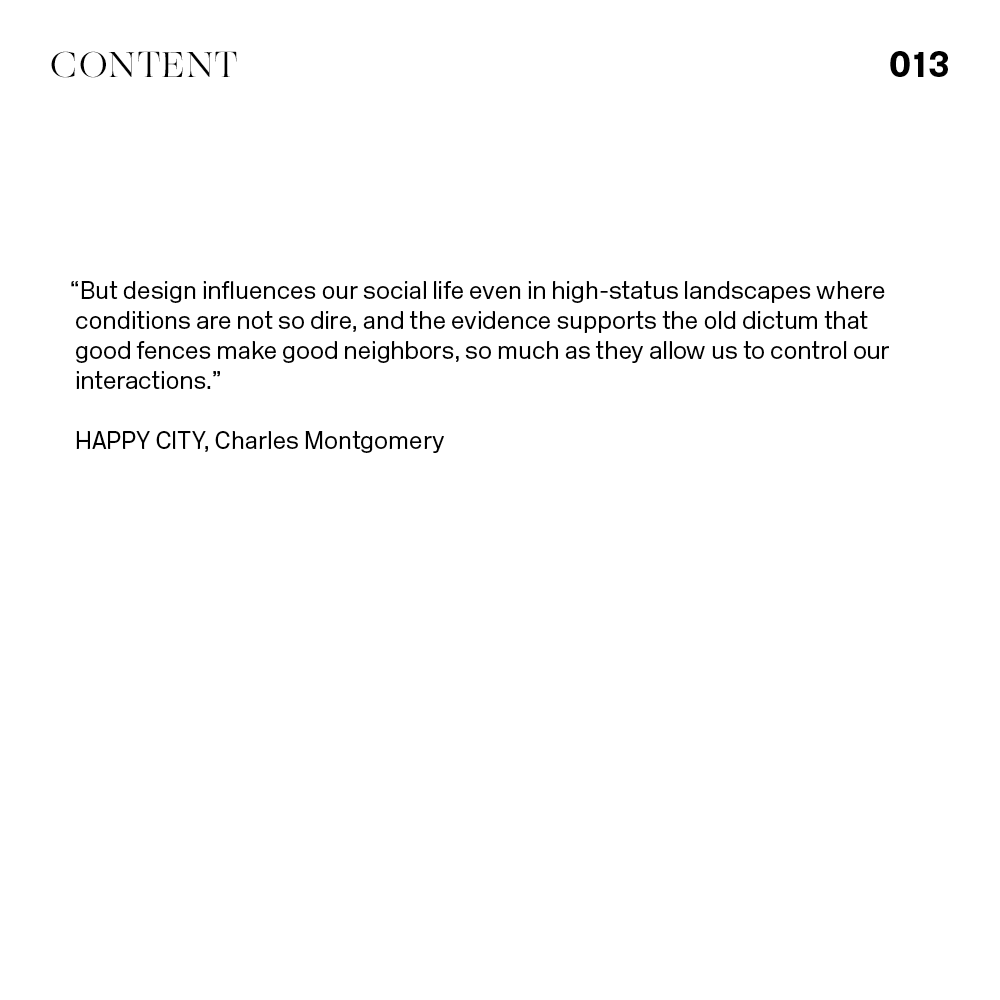 CONTENT
013
“But design influences our social life even in high-status landscapes where
conditions are not so dire, and the evidence supports the old dictum that
good fences make good neighbors, so much as they allow us to control our
interactions.”
HAPPY CITY, Charles Montgomery